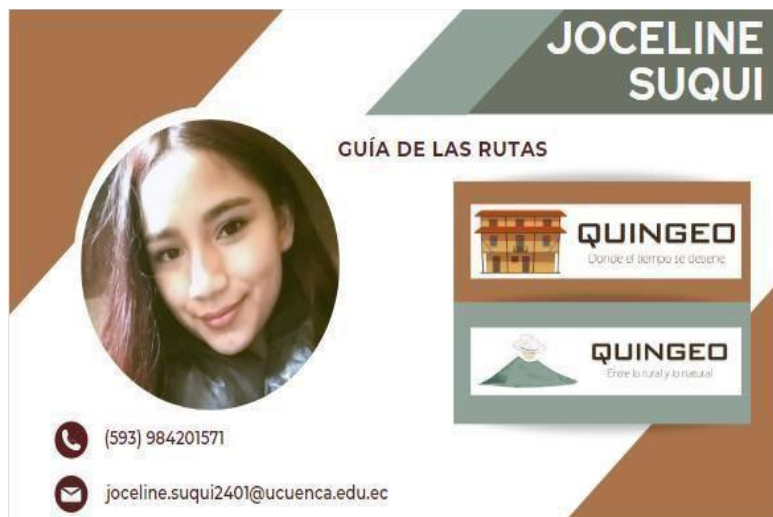 JOCELINE
SUQUI
GUÍA DE LAS RUTAS
QUINGEO
Donde el tiempo se detiene
QUINGEO
Entre lo rural y lo natural
(593) 984201571
joceline.suqui2401@ucuenca.edu.ec